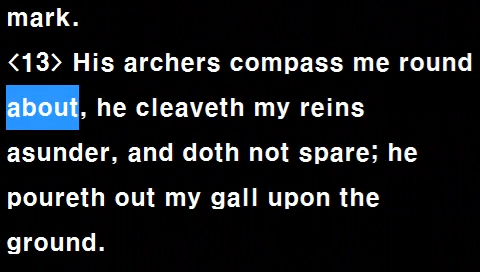 mark.
<13> His archers compass me round
about, he cleaveth my reins
asunder, and doth not spare; he
poureth out my gall upon the
ground.